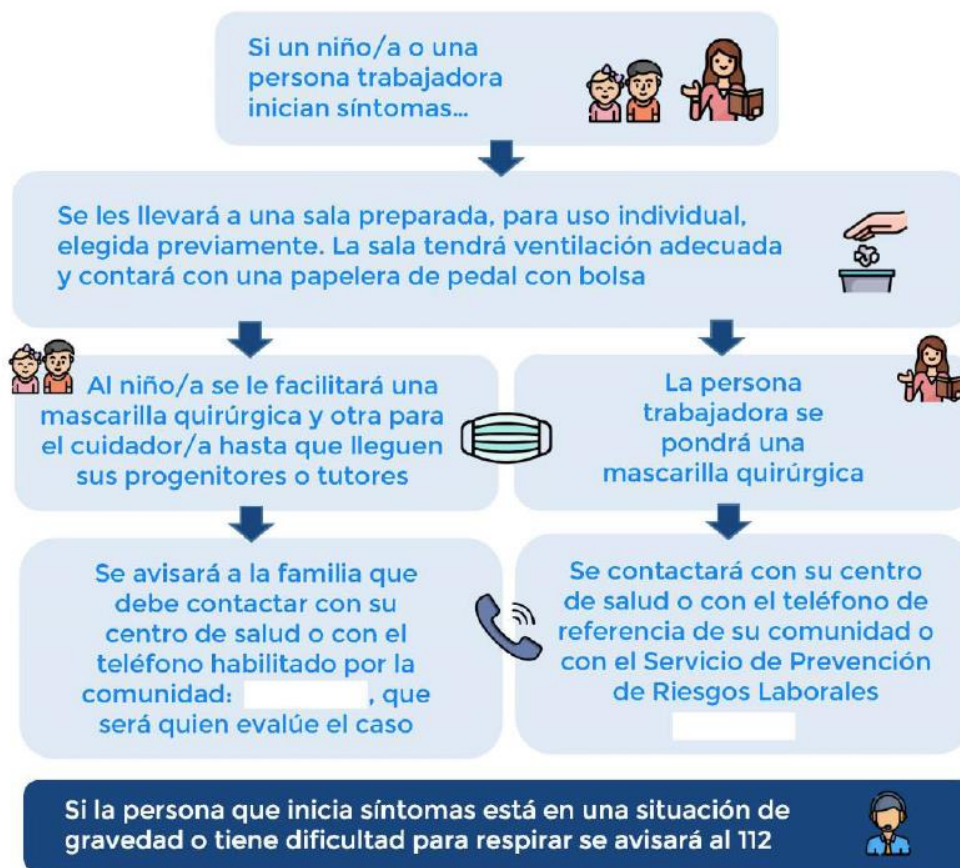 Si un niño/a o una
persona trabajadora
inician síntomas...
Se les llevará a una sala preparada, para uso individual,
elegida previamente. La sala tendrá ventilación adecuada
y contará con una papelera de pedal con bolsa
Al niño/a se le facilitará una
mascarilla quirúrgica y otra para
el cuidador/a hasta que lleguen
sus progenitores o tutores
La persona
trabajadora se
pondrá una
mascarilla quirúrgica
Se avisará a la familia que
debe contactar con su
centro de salud o con el
teléfono habilitado por la
comunidad: , que
será quien evalúe el caso
Se contactará con su centro
de salud o con el teléfono de
referencia de su comunidad o
con el Servicio de Prevención
de Riesgos Laborales
Si la persona que inicia síntomas está en una situación de
gravedad o tiene dificultad para respirar se avisará al 112